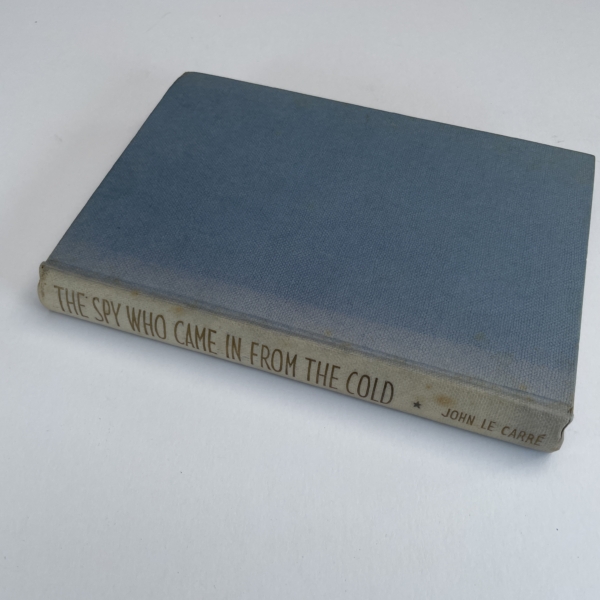 THE SPY WHO CAME IN FROM THE COLD ★ JOHN LE CARRÉ